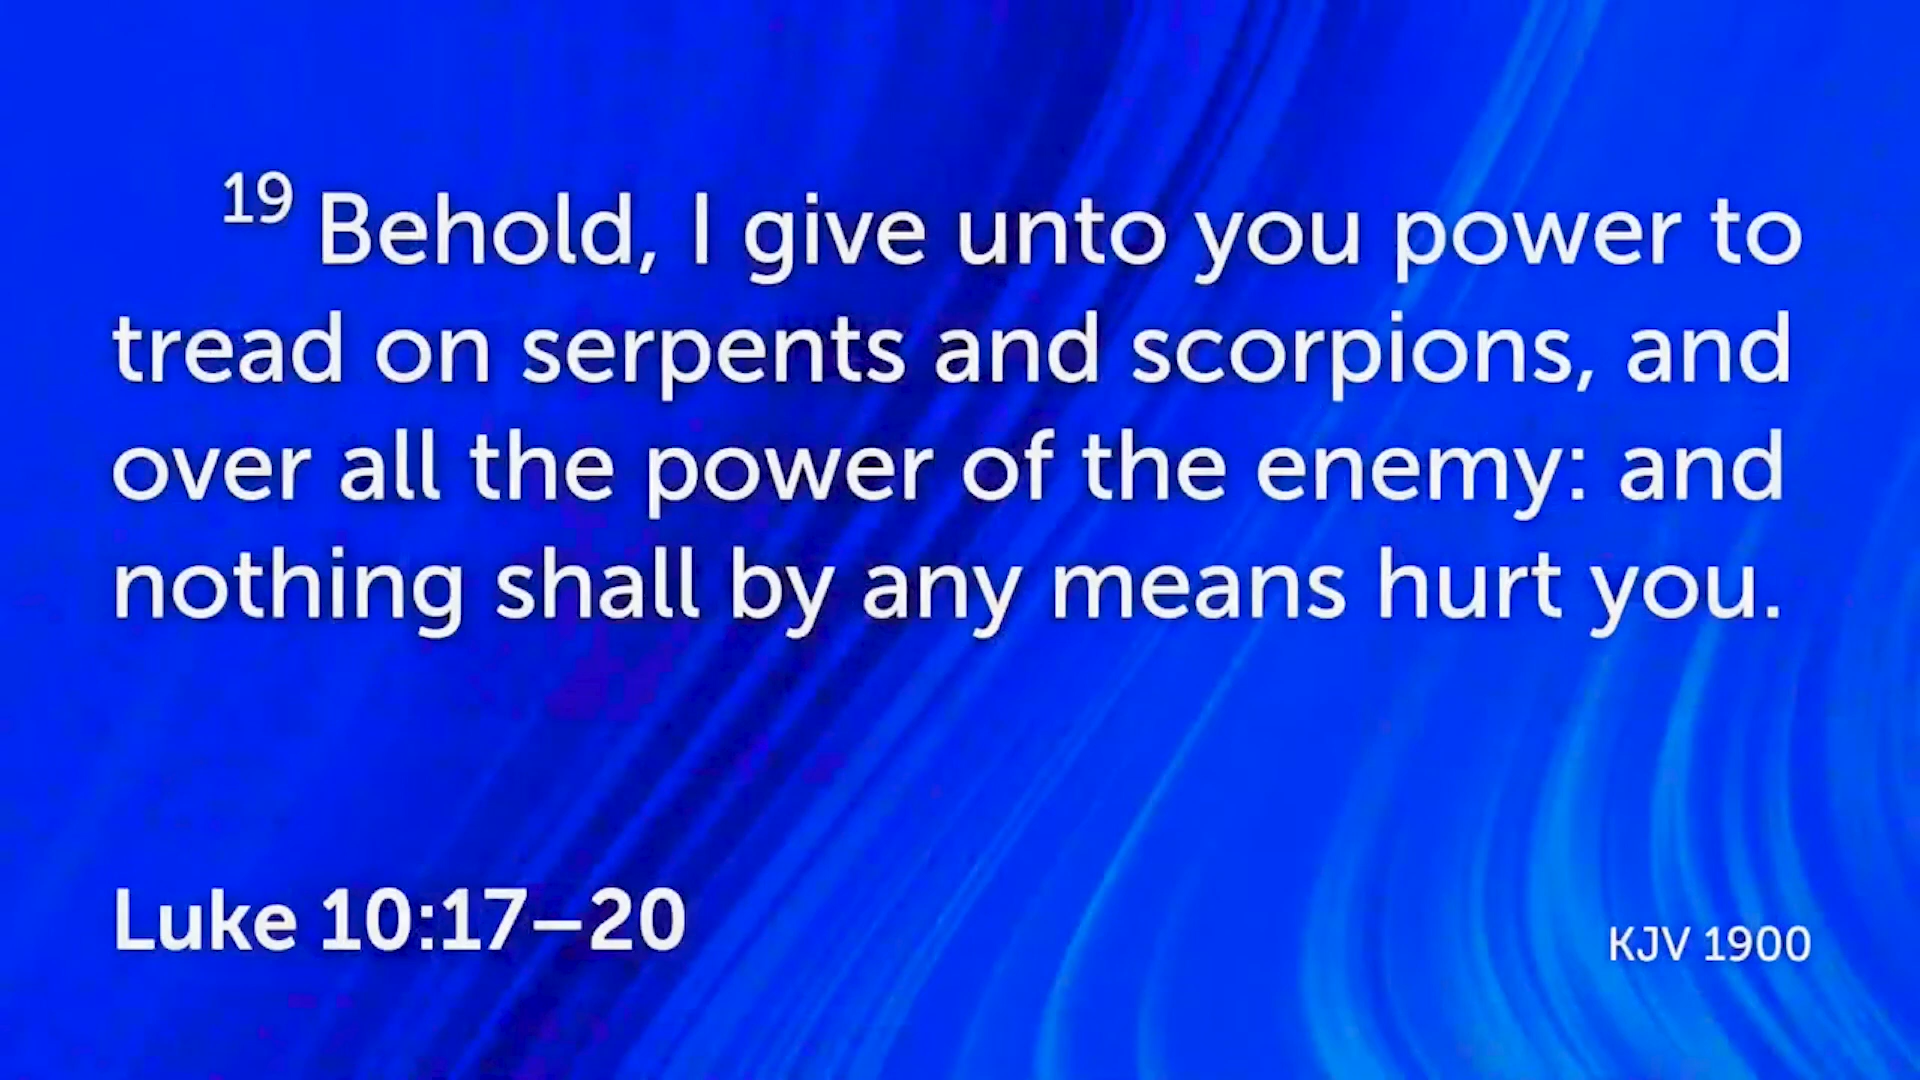 19 Behold, I give unto you power to
tread on serpents and scorpions, and
over all the power of the enemy: and
nothing shall by any means hurt you.
Luke 10:17–20
KJV 1900